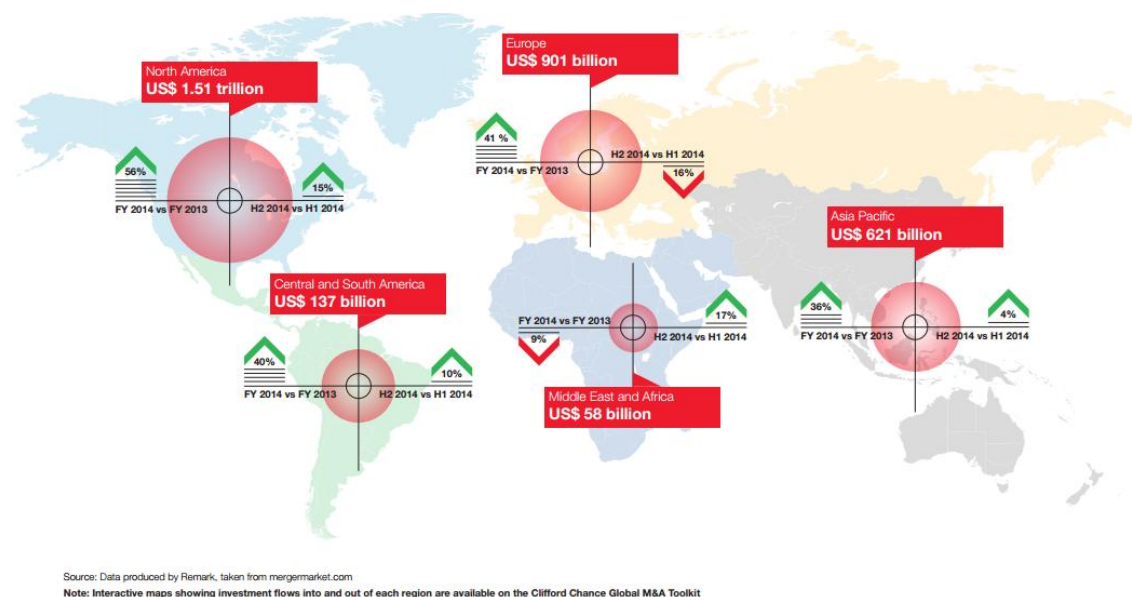 North America
US$ 1.51 trillion
56%
FY 2014 vs FY 2013
15%
H2 2014 vs H1 2014
Europe
US$ 901 billion
41 %
FY 2014 vs FY 2013
H2 2014 vs H1 2014
16%
Asia Pacific
US$ 621 billion
36%
FY 2014 vs FY 2013
4%
H2 2014 vs H1 2014
Central and South America
US$ 137 billion
40%
FY 2014 vs FY 2013
10%
H2 2014 vs H1 2014
FY 2014 vs FY 2013
9%
17%
H2 2014 vs H1 2014
Middle East and Africa
US$ 58 billion
Source: Data produced by Remark, taken from mergermarket.com
Note: Interactive maps showing investment flows into and out of each region are available on the Clifford Chance Global M&A Toolkit